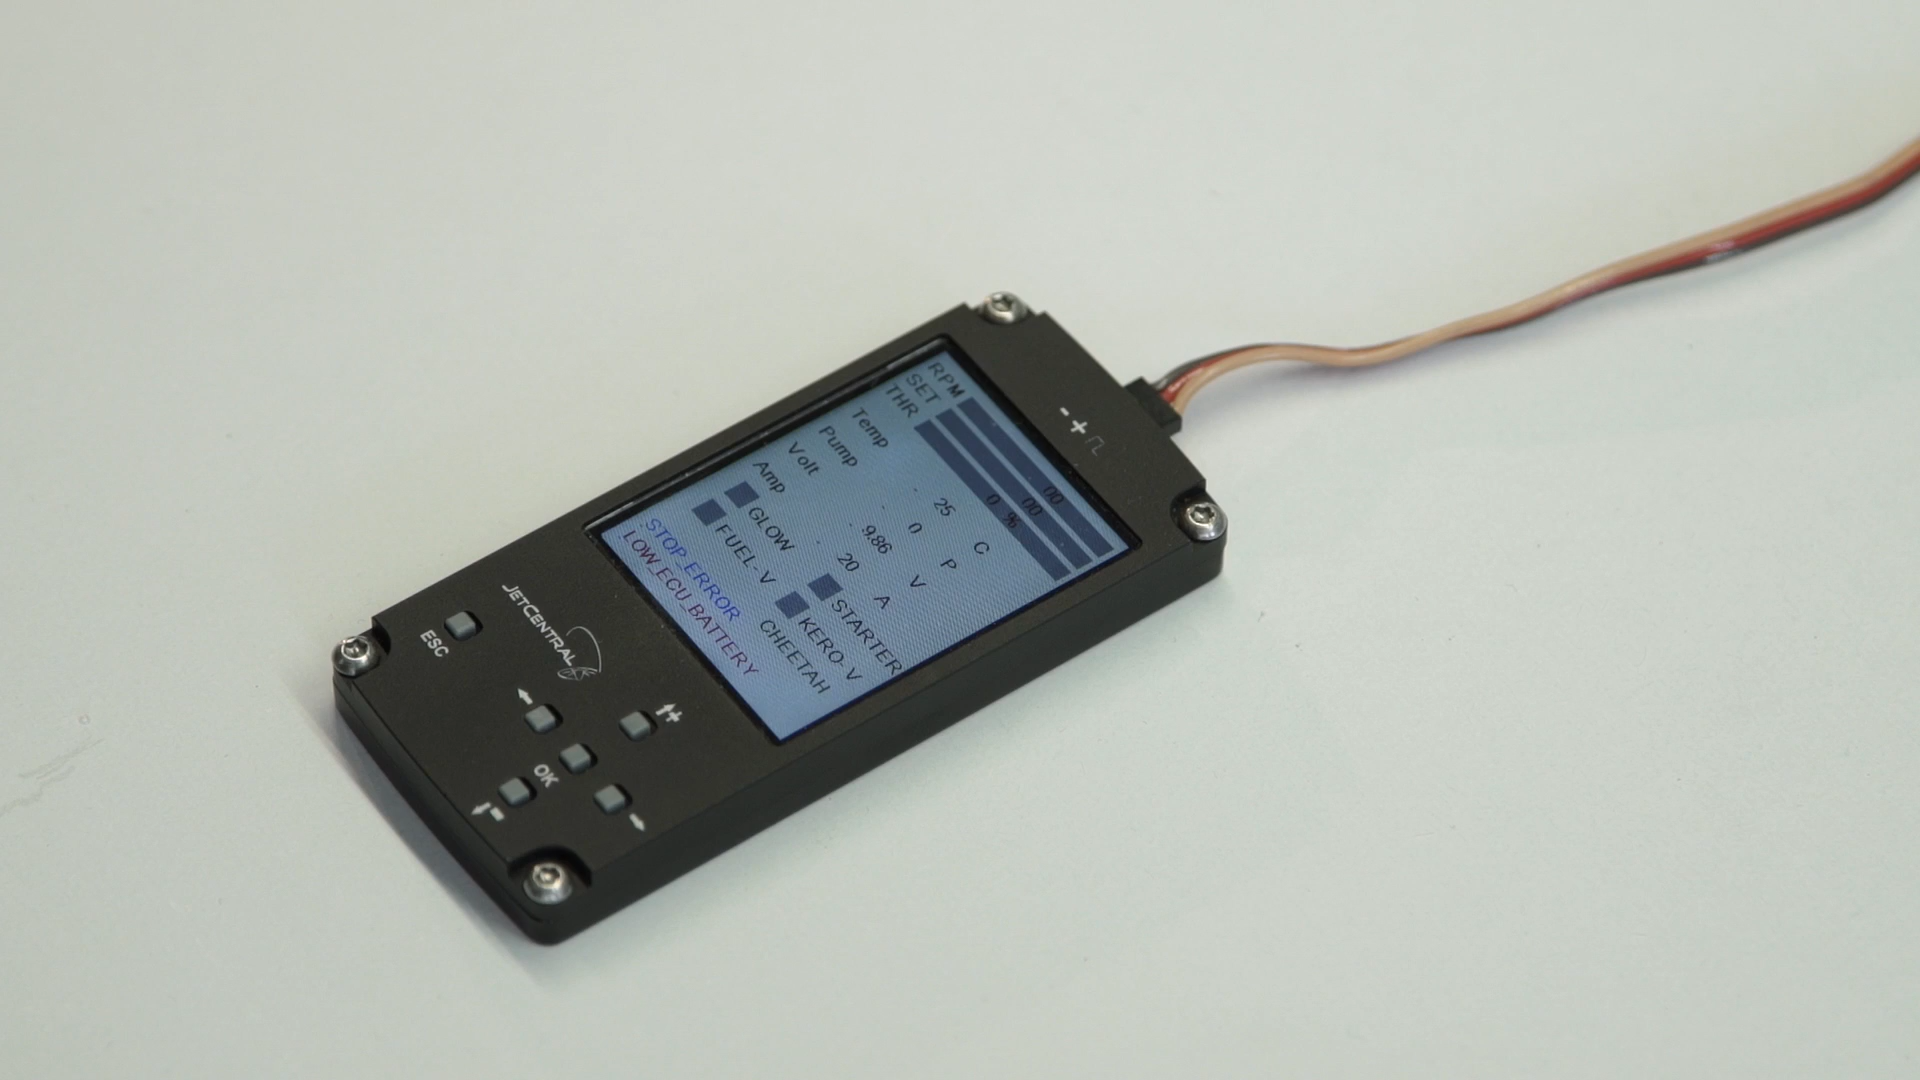 - +
RPM 00
SET 00
THR 0 %
Temp 25 C
Pump 0 P
Volt 9.86 V
Amp 20 A
GLOW STARTER
FUEL-V KERO-V
STOP_ERROR CHEETAH
LOW_ECU_BATTERY
JETCENTRAL
ESC
+
OK
-